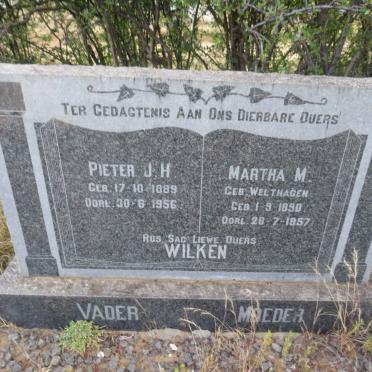 TER GEDAGTENIS AAN ONS DIERBARE OUERS
PIETER J. H.
GEB. 17-10-1889
OORL. 30-6-1956
MARTHA M.
GEB. WELTHAGEN
GEB. 1-9-1890
OORL. 28-7-1957
RUS SAG LIEWE OUERS
WILKEN
VADER
MOEDER